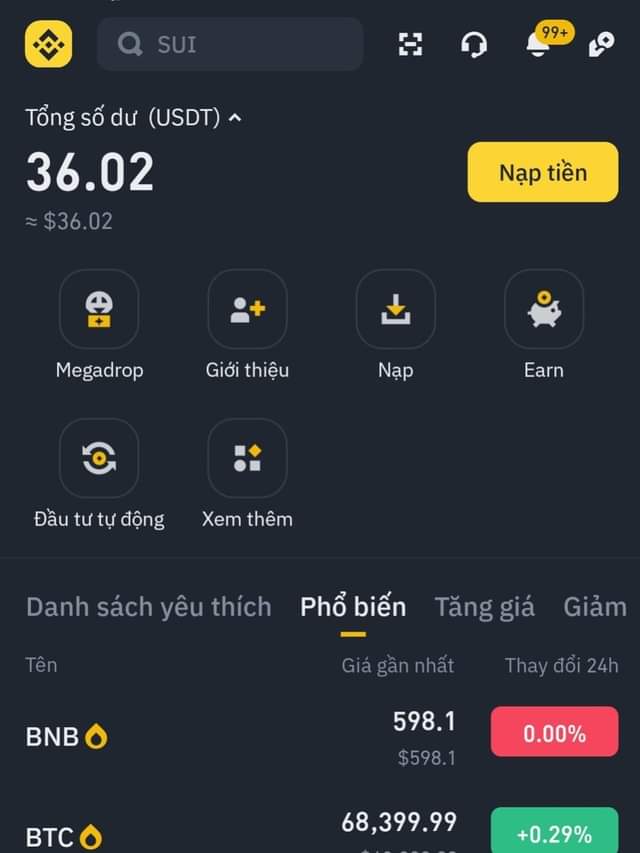 SUI
99+
Tổng số dư (USDT)
36.02
Nạp tiền
≈ $36.02
Megadrop
Giới thiệu
Nạp
Earn
Đầu tư tự động
Xem thêm
Danh sách yêu thích Phổ biến Tăng giá Giảm
Tên Giá gần nhất Thay đổi 24h
BNB 598.1 0.00%
$598.1
BTC 68,399.99 +0.29%